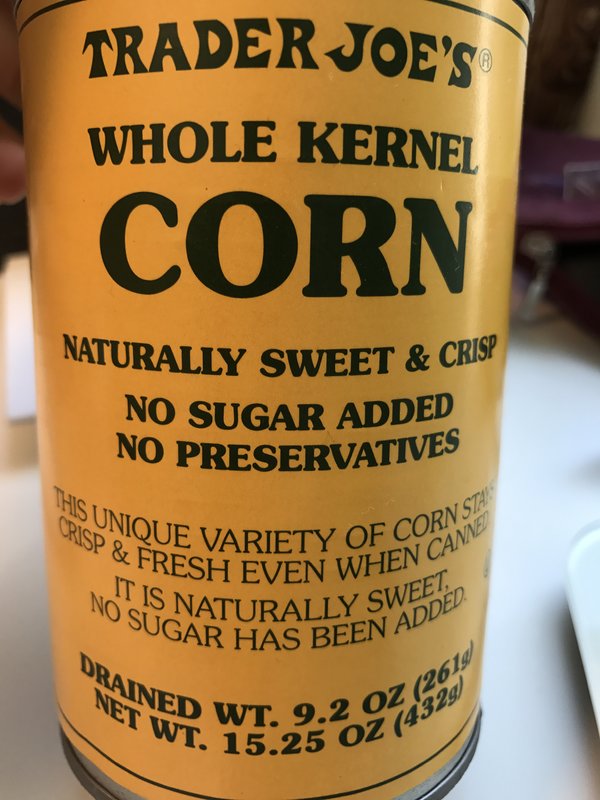 TRADER JOE'S®
WHOLE KERNEL
CORN
NATURALLY SWEET & CRISP
NO SUGAR ADDED
NO PRESERVATIVES
THIS UNIQUE VARIETY OF CORN STAYS
CRISP & FRESH EVEN WHEN CANNED.
IT IS NATURALLY SWEET,
NO SUGAR HAS BEEN ADDED.
DRAINED WT. 9.2 OZ (261g)
NET WT. 15.25 OZ (432g)